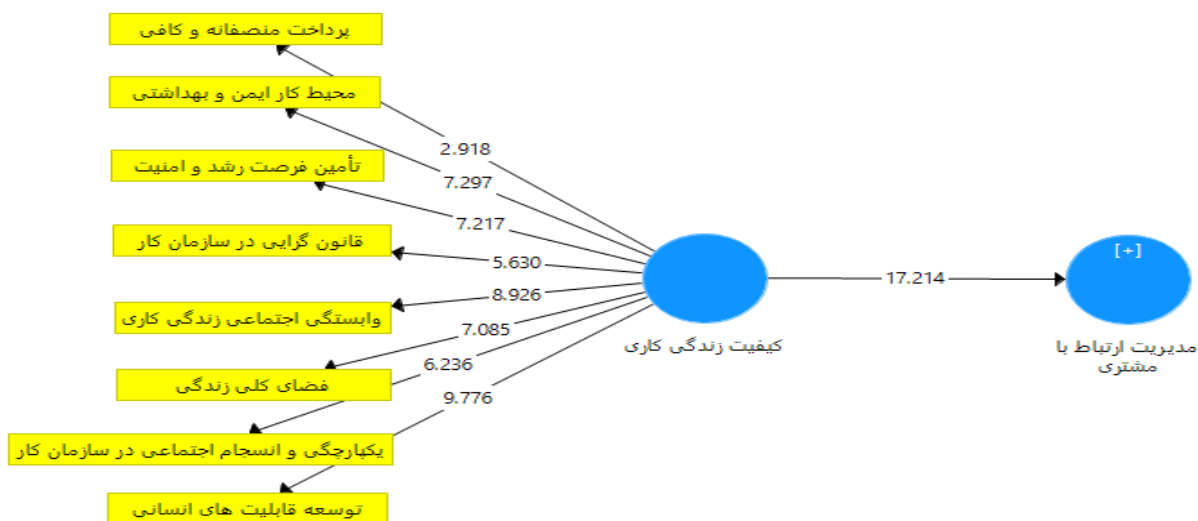 پرداخت منصفانه و کافی
محیط کار ایمن و بهداشتی
تأمین فرصت رشد و امنیت
قانون گرایی در سازمان کار
وابستگی اجتماعی زندگی کاری
فضای کلی زندگی
یکپارچگی و انسجام اجتماعی در سازمان کار
توسعه قابلیت های انسانی
2.918
7.297
7.217
5.630
8.926
7.085
6.236
9.776
کیفیت زندگی کاری
17.214
[+]
مدیریت ارتباط با
مشتری